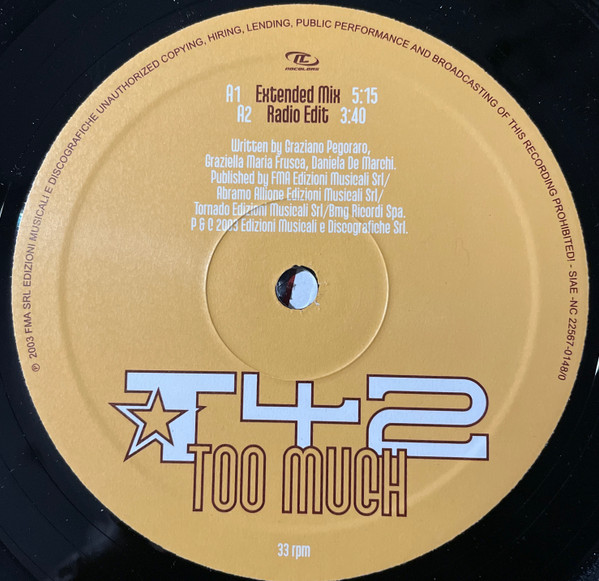 ℗ 2003 FMA SRL EDIZIONI MUSICALI E DISCOGRAFICHE UNAUTHORIZED COPYING, HIRING, LENDING, PUBLIC PERFORMANCE AND BROADCASTING OF THIS RECORDING PROHIBITED! - SIAE -NC 22567-0148/0
A1 Extended Mix 5:15
A2 Radio Edit 3:40
Written by Graziano Pegoraro,
Graziella Maria Frusca, Daniela De Marchi.
Published by FMA Edizioni Musicali Srl/
Abramo Allione Edizioni Musicali Srl/
Tornado Edizioni Musicali Srl/Bmg Ricordi Spa.
P & C 2003 Edizioni Musicali e Discografiche Srl.
T42
TOO MUCH
33 rpm